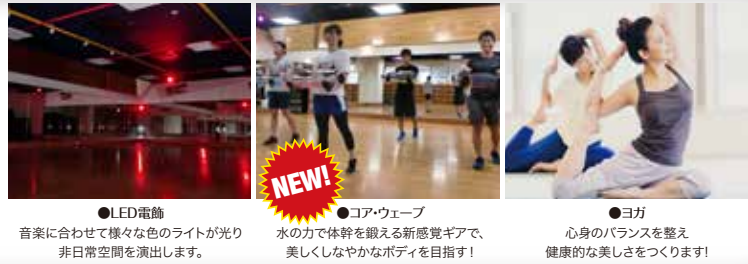 NEW!
●LED電飾
音楽に合わせて様々な色のライトが光り
非日常空間を演出します。
●コア・ウェーブ
水の力で体幹を鍛える新感覚ギアで、
美しくしなやかなボディを目指す!
●ヨガ
心身のバランスを整え
健康的な美しさをつくります!